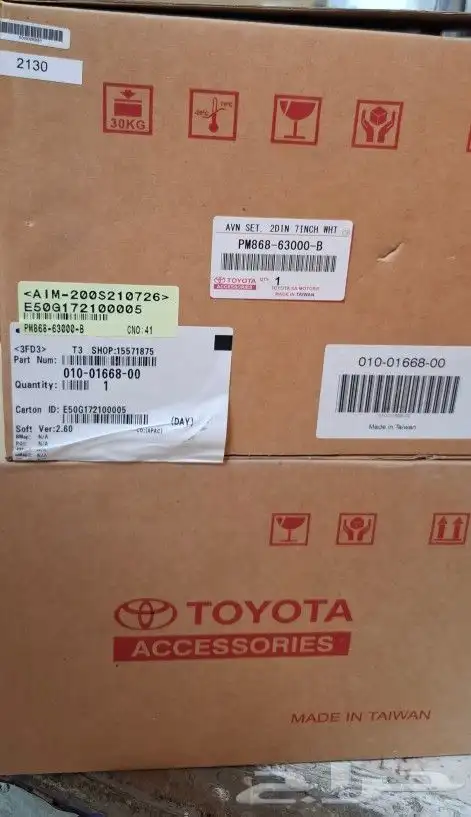 2130
30KG
AVN SET, 2DIN 7INCH WHT
PM868-63000-B
TOYOTA QTY 1
MADE IN TAIWAN
<AIM-200S210726>
E50G172100005
PM868-63000-B CNO:41
<3FD3> T3 SHOP:15571875
Part Num:
010-01668-00
Quantity: 1
Carton ID: E50G172100005
(DAY)
Soft Ver:2.60
N/A
N/A
N/A
N/A
010-01668-00
Made in Taiwan
TOYOTA
ACCESSORIES
MADE IN TAIWAN
حراج